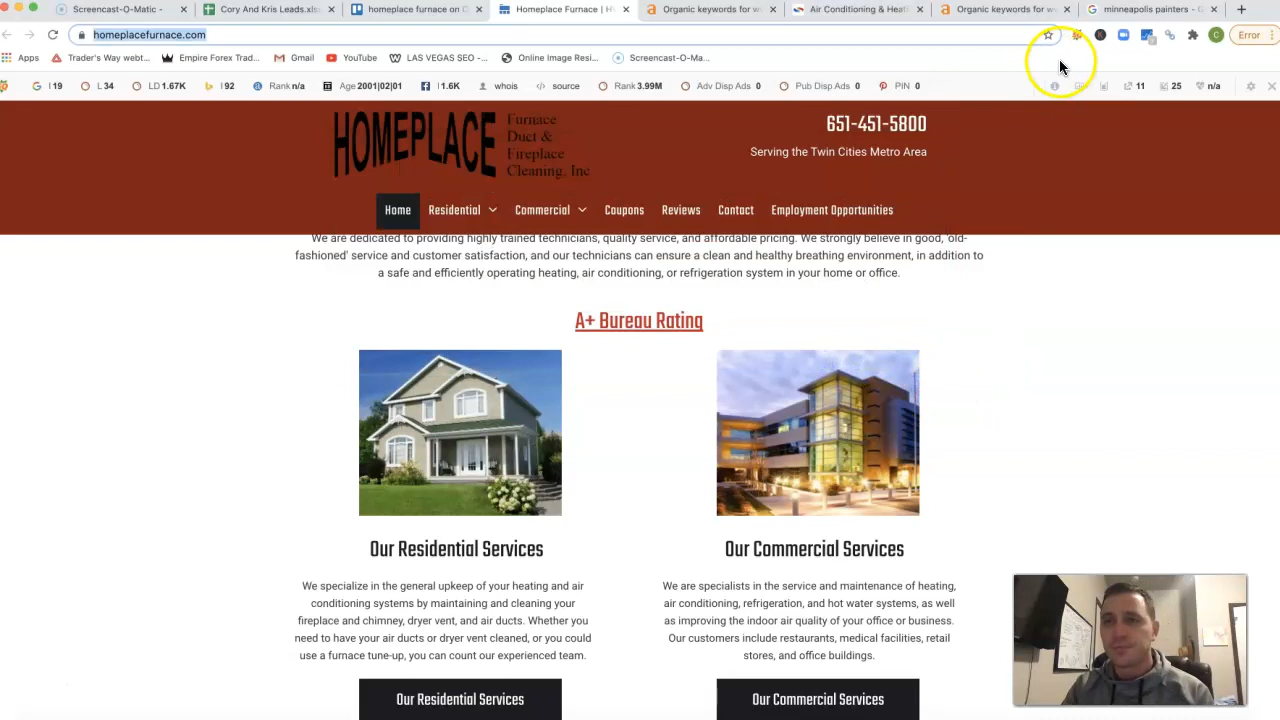 Screencast-O-Matic -
Cory And Kris Leads.xls
homeplace furnace on D
Homeplace Furnace | HV
Organic keywords for w
Air Conditioning & Heati
Organic keywords for w
minneapolis painters - G
homeplacefurnace.com
Error
Apps
Trader's Way webt...
Empire Forex Trad...
Gmail
YouTube
LAS VEGAS SEO -...
Online Image Resi...
Screencast-O-Ma...
I 19
L 34
LD 1.67K
I 92
Rank n/a
Age 2001|02|01
I 1.6K
whois
source
Rank 3.99M
Adv Disp Ads 0
Pub Disp Ads 0
PIN 0
11
25
n/a
HOMEPLACE
Furnace
Duct &
Fireplace
Cleaning, Inc
651-451-5800
Serving the Twin Cities Metro Area
Home
Residential
Commercial
Coupons
Reviews
Contact
Employment Opportunities
We are dedicated to providing highly trained technicians, quality service, and affordable pricing. We strongly believe in good, 'old-
fashioned' service and customer satisfaction, and our technicians can ensure a clean and healthy breathing environment, in addition to
a safe and efficiently operating heating, air conditioning, or refrigeration system in your home or office.
A+ Bureau Rating
Our Residential Services
We specialize in the general upkeep of your heating and air
conditioning systems by maintaining and cleaning your
fireplace and chimney, dryer vent, and air ducts. Whether you
need to have your air ducts or dryer vent cleaned, or you could
use a furnace tune-up, you can count our experienced team.
Our Residential Services
Our Commercial Services
We are specialists in the service and maintenance of heating,
air conditioning, refrigeration, and hot water systems, as well
as improving the indoor air quality of your office or business.
Our customers include restaurants, medical facilities, retail
stores, and office buildings.
Our Commercial Services